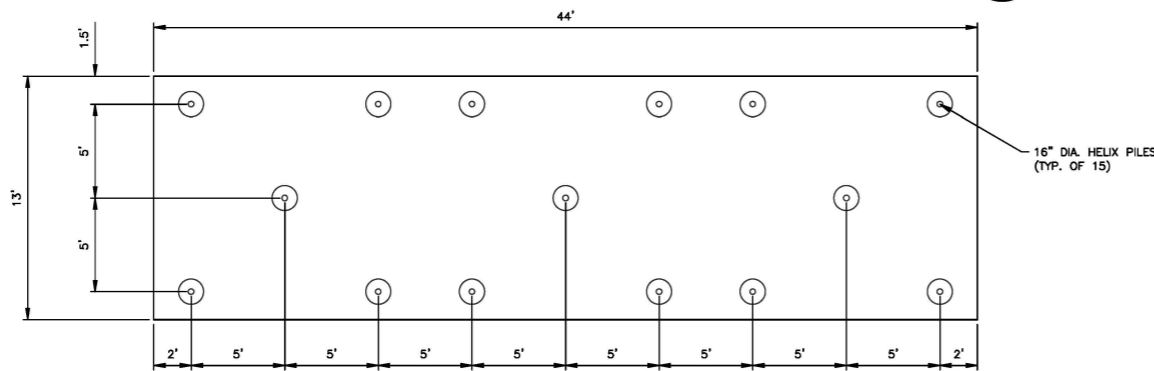 44'
1.5'
5'
13'
5'
16" DIA. HELIX PILES
(TYP. OF 15)
2' 5' 5' 5' 5' 5' 5' 5' 5' 2'